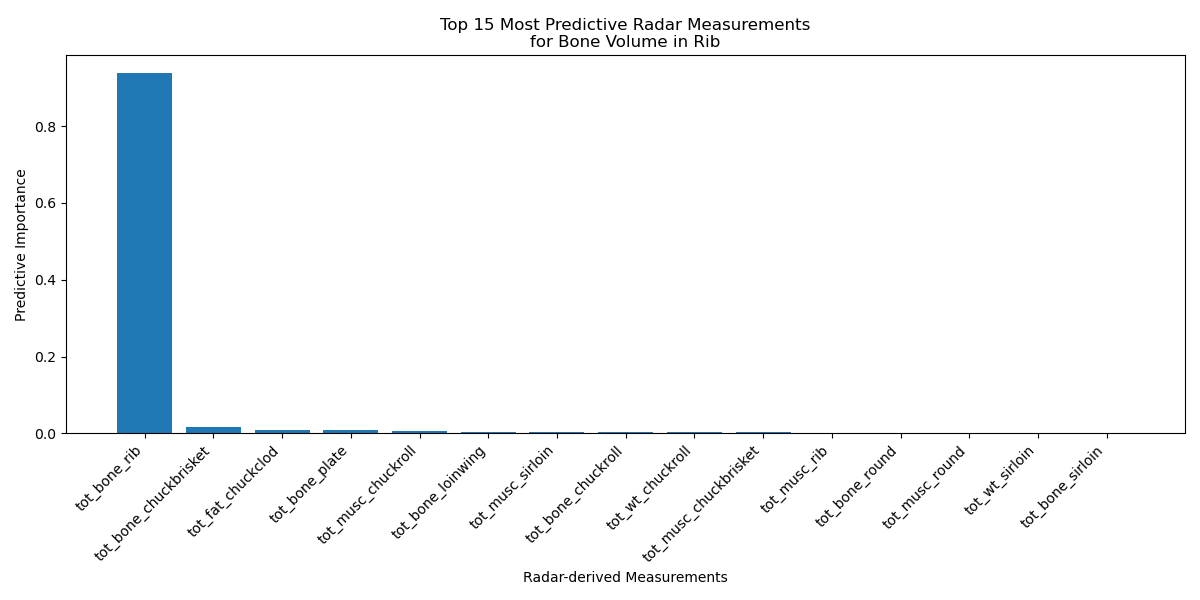 Top 15 Most Predictive Radar Measurements
for Bone Volume in Rib
Predictive Importance
0.8
0.6
0.4
0.2
0.0
tot_bone_rib
tot_bone_chuckbrisket
tot_fat_chuckclod
tot_bone_plate
tot_musc_chuckroll
tot_bone_loinwing
tot_musc_sirloin
tot_bone_chuckroll
tot_wt_chuckroll
tot_musc_chuckbrisket
tot_musc_rib
tot_bone_round
tot_musc_round
tot_wt_sirloin
tot_bone_sirloin
Radar-derived Measurements